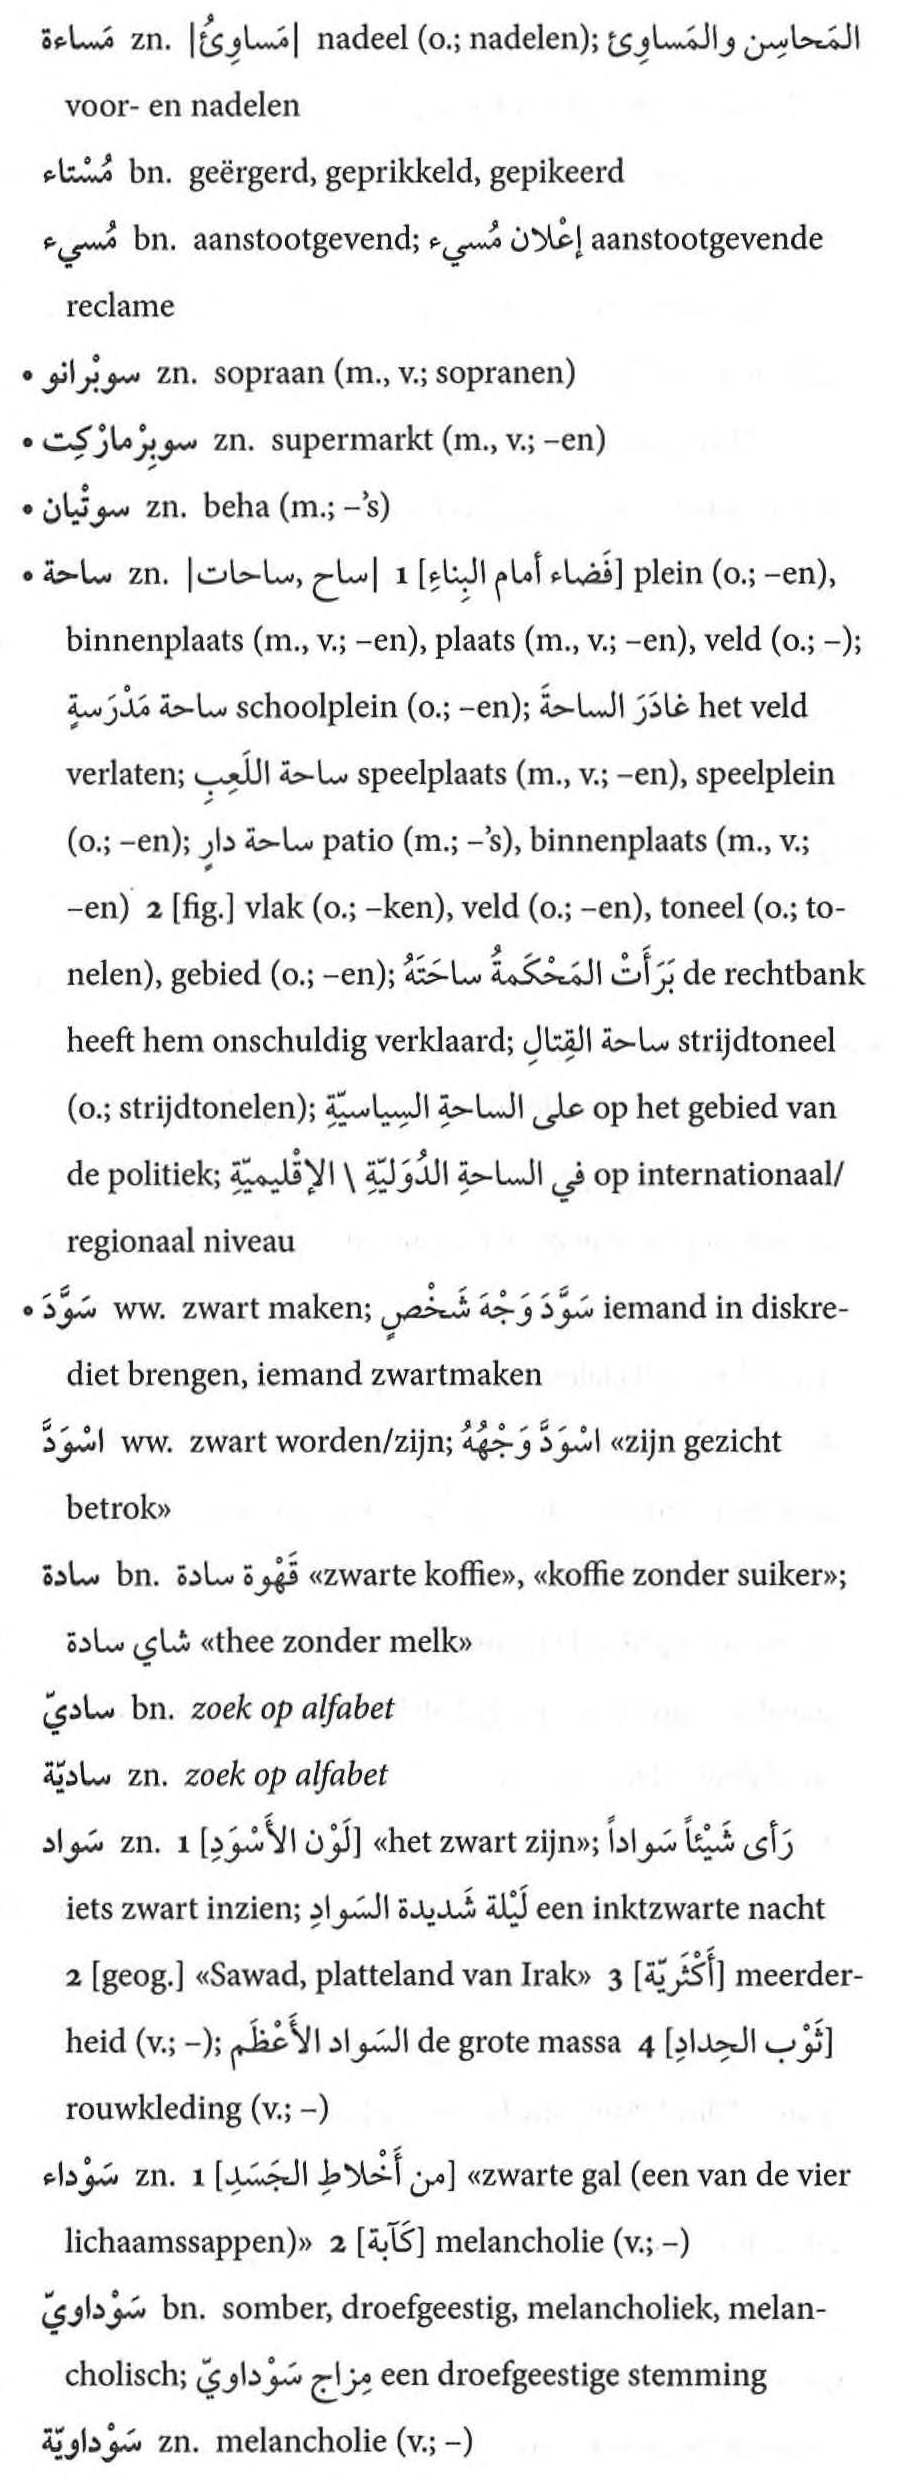 مَساءة zn. |مَساوِئُ| nadeel (o.; nadelen); المَحاسِن والمَساوِئ
voor- en nadelen
مُسْتاء bn. geërgerd, geprikkeld, gepikeerd
مُسيء bn. aanstootgevend; إعْلان مُسيء aanstootgevende
reclame
• سوبْرانو zn. sopraan (m., v.; sopranen)
• سوبِرْمارْكِت zn. supermarkt (m., v.; –en)
• سوتْيان zn. beha (m.; –’s)
• ساحة zn. |ساح, ساحات| 1 [فَضاء أمام البِناءِ] plein (o.; –en),
binnenplaats (m., v.; –en), plaats (m., v.; –en), veld (o.; –);
ساحة مَدْرَسةٍ schoolplein (o.; –en); غادَرَ الساحةَ het veld
verlaten; ساحة اللَعِبِ speelplaats (m., v.; –en), speelplein
(o.; –en); ساحة دارٍ patio (m.; –’s), binnenplaats (m., v.;
–en) 2 [fig.] vlak (o.; –ken), veld (o.; –en), toneel (o.; to-
nelen), gebied (o.; –en); بَرَأَتْ المَحْكَمةُ ساحَتَهُ de rechtbank
heeft hem onschuldig verklaard; ساحة القِتالِ strijdtoneel
(o.; strijdtonelen); على الساحةِ السِياسيّةِ op het gebied van
de politiek; في الساحةِ الدُوَليّةِ \ الإقْليميّةِ op internationaal/
regionaal niveau
• سَوَّدَ ww. zwart maken; سَوَّدَ وَجْهَ شَخْصٍ iemand in diskre-
diet brengen, iemand zwartmaken
اسْوَدَّ ww. zwart worden/zijn; اسْوَدَّ وَجْهُهُ «zijn gezicht
betrok»
سادة bn. قَهْوة سادة «zwarte koffie», «koffie zonder suiker»;
شاي سادة «thee zonder melk»
ساديّ bn. zoek op alfabet
ساديّة zn. zoek op alfabet
سَواد zn. 1 [لَوْن الأَسْوَدِ] «het zwart zijn»; رَأى شَيْئاً سَواداً
iets zwart inzien; لَيْلة شَديدة السَوادِ een inktzwarte nacht
2 [geog.] «Sawad, platteland van Irak» 3 [أَكْثَريّة] meerder-
heid (v.; –); السَواد الأَعْظَم de grote massa 4 [ثَوْب الحِدادِ]
rouwkleding (v.; –)
سَوْداء zn. 1 [من أَخْلاطِ الجَسَدِ] «zwarte gal (een van de vier
lichaamssappen)» 2 [كَآبة] melancholie (v.; –)
سَوْداويّ bn. somber, droefgeestig, melancholiek, melan-
cholisch; مِزاج سَوْداويّ een droefgeestige stemming
سَوْداويّة zn. melancholie (v.; –)